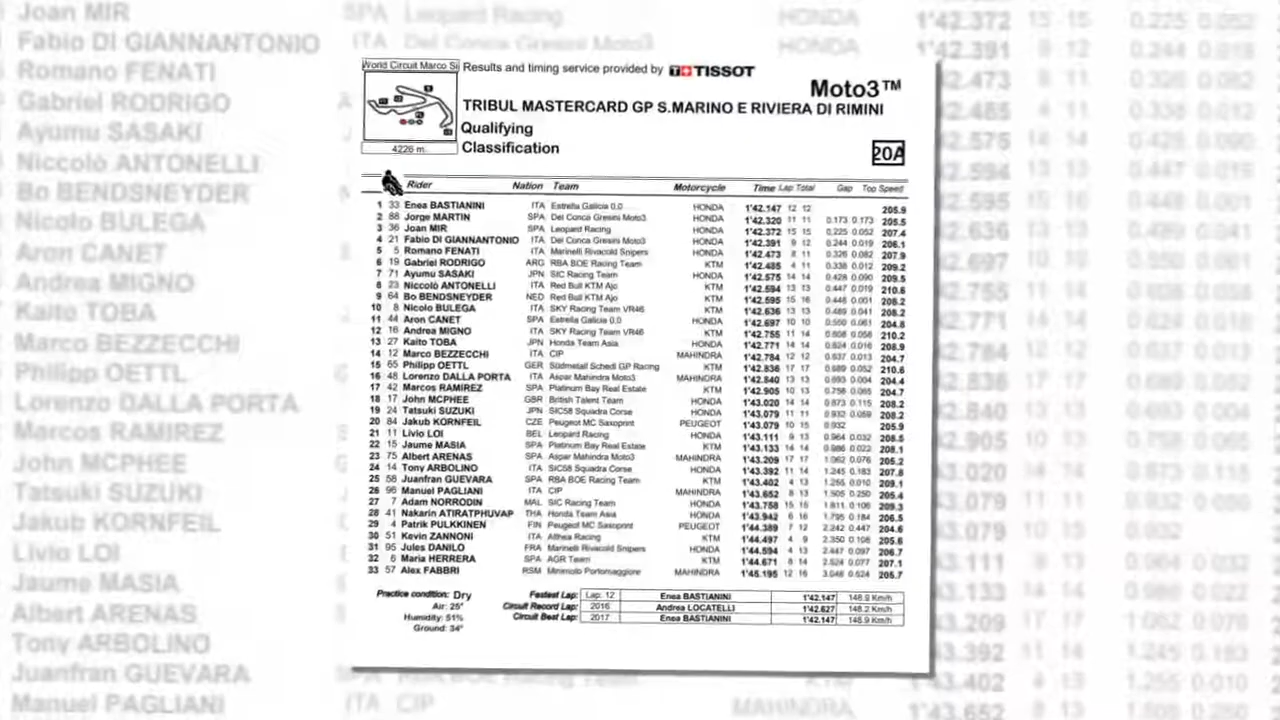 World Circuit Marco Si
Results and timing service provided by TISSOT
Moto3™
TRIBUL MASTERCARD GP S.MARINO E RIVIERA DI RIMINI
Qualifying
Classification
4226 m.
20A
Rider Nation Team Motorcycle Time Lap Total Gap Top Speed
1 33 Enea BASTIANINI ITA Estrella Galicia 0,0 HONDA 1'42.147 12 12 205.9
2 88 Jorge MARTIN SPA Del Conca Gresini Moto3 HONDA 1'42.320 11 11 0.173 0.173 205.5
3 36 Joan MIR SPA Leopard Racing HONDA 1'42.372 15 15 0.225 0.052 207.4
4 21 Fabio DI GIANNANTONIO ITA Del Conca Gresini Moto3 HONDA 1'42.391 9 12 0.244 0.019 206.1
5 5 Romano FENATI ITA Marinelli Rivacold Snipers HONDA 1'42.473 8 11 0.326 0.082 207.9
6 19 Gabriel RODRIGO ARG RBA BOE Racing Team KTM 1'42.485 4 11 0.338 0.012 209.2
7 71 Ayumu SASAKI JPN SIC Racing Team HONDA 1'42.575 14 14 0.428 0.090 209.5
8 23 Niccolò ANTONELLI ITA Red Bull KTM Ajo KTM 1'42.594 13 13 0.447 0.019 210.6
9 64 Bo BENDSNEYDER NED Red Bull KTM Ajo KTM 1'42.595 15 16 0.448 0.001 208.2
10 8 Nicolo BULEGA ITA SKY Racing Team VR46 KTM 1'42.636 13 13 0.489 0.041 208.2
11 44 Aron CANET SPA Estrella Galicia 0,0 HONDA 1'42.697 10 10 0.550 0.061 204.8
12 16 Andrea MIGNO ITA SKY Racing Team VR46 KTM 1'42.755 11 14 0.608 0.058 210.2
13 27 Kaito TOBA JPN Honda Team Asia HONDA 1'42.771 14 14 0.624 0.016 208.9
14 12 Marco BEZZECCHI ITA CIP MAHINDRA 1'42.784 12 12 0.637 0.013 204.7
15 65 Philipp OETTL GER Südmetall Schedl GP Racing KTM 1'42.836 17 17 0.689 0.052 210.6
16 48 Lorenzo DALLA PORTA ITA Aspar Mahindra Moto3 MAHINDRA 1'42.840 13 13 0.693 0.004 204.4
17 42 Marcos RAMIREZ SPA Platinum Bay Real Estate KTM 1'42.905 10 13 0.758 0.065 204.7
18 17 John MCPHEE GBR British Talent Team HONDA 1'43.020 14 14 0.873 0.115 208.2
19 24 Tatsuki SUZUKI JPN SIC58 Squadra Corse HONDA 1'43.079 11 11 0.932 0.059 208.2
20 84 Jakub KORNFEIL CZE Peugeot MC Saxoprint PEUGEOT 1'43.079 10 15 0.932 205.9
21 11 Livio LOI BEL Leopard Racing HONDA 1'43.111 9 13 0.964 0.032 208.5
22 15 Jaume MASIA SPA Platinum Bay Real Estate KTM 1'43.133 14 14 0.986 0.022 208.1
23 75 Albert ARENAS SPA Aspar Mahindra Moto3 MAHINDRA 1'43.209 17 17 1.062 0.076 205.2
24 14 Tony ARBOLINO ITA SIC58 Squadra Corse HONDA 1'43.392 11 14 1.245 0.183 207.8
25 58 Juanfran GUEVARA SPA RBA BOE Racing Team KTM 1'43.402 4 13 1.255 0.010 209.1
26 96 Manuel PAGLIANI ITA CIP MAHINDRA 1'43.652 8 13 1.505 0.250 205.4
27 7 Adam NORRODIN MAL SIC Racing Team HONDA 1'43.758 15 15 1.611 0.106 209.3
28 41 Nakarin ATIRATPHUVAP THA Honda Team Asia HONDA 1'43.942 6 16 1.795 0.184 206.5
29 4 Patrik PULKKINEN FIN Peugeot MC Saxoprint PEUGEOT 1'44.389 7 12 2.242 0.447 204.6
30 51 Kevin ZANNONI ITA Althea Racing KTM 1'44.497 4 9 2.350 0.108 205.6
31 95 Jules DANILO FRA Marinelli Rivacold Snipers HONDA 1'44.594 4 13 2.447 0.097 206.7
32 6 Maria HERRERA SPA AGR Team KTM 1'44.671 8 14 2.524 0.077 207.1
33 57 Alex FABBRI RSM Minimoto Portomaggiore MAHINDRA 1'45.195 12 16 3.048 0.524 205.7
Practice condition: Dry
Air: 25°
Humidity: 51%
Ground: 34°
Fastest Lap: Lap: 12 Enea BASTIANINI 1'42.147 148.9 Km/h
Circuit Record Lap: 2016 Andrea LOCATELLI 1'42.627 148.2 Km/h
Circuit Best Lap: 2017 Enea BASTIANINI 1'42.147 148.9 Km/h